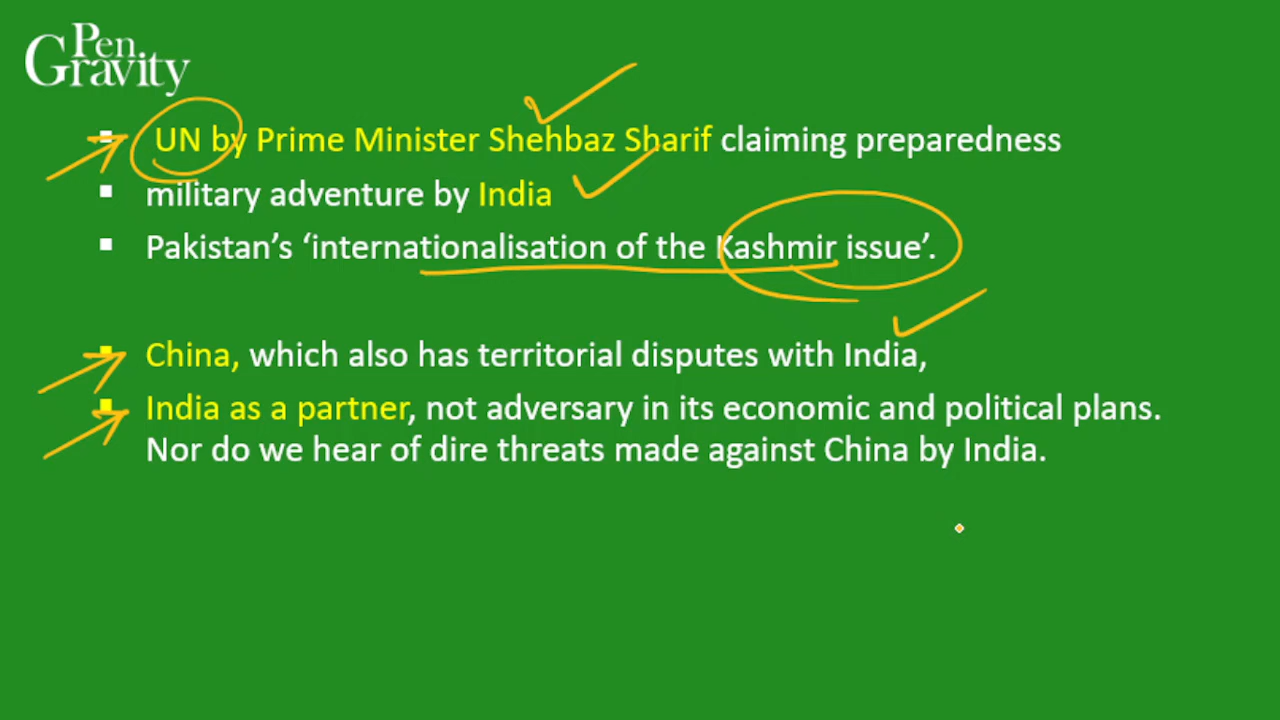 Pen
Gravity
UN by Prime Minister Shehbaz Sharif claiming preparedness
military adventure by India
Pakistan's ‘internationalisation of the Kashmir issue’.
China, which also has territorial disputes with India,
India as a partner, not adversary in its economic and political plans.
Nor do we hear of dire threats made against China by India.